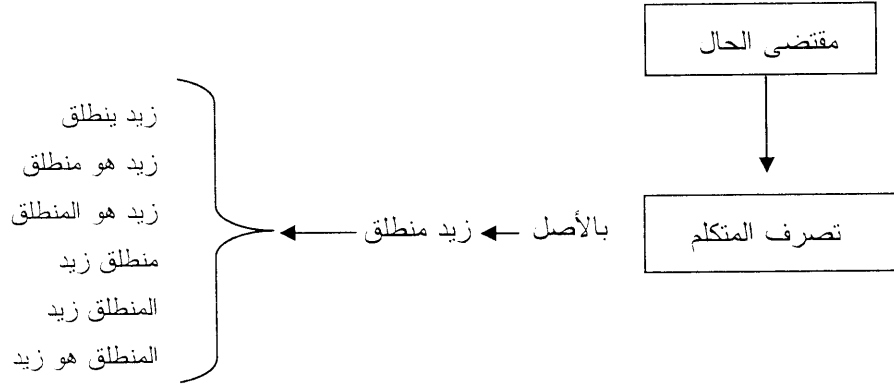 مقتضى الحال
تصرف المتكلم
بالأصل
زيد منطلق
زيد ينطلق
زيد هو منطلق
زيد هو المنطلق
منطلق زيد
المنطلق زيد
المنطلق هو زيد